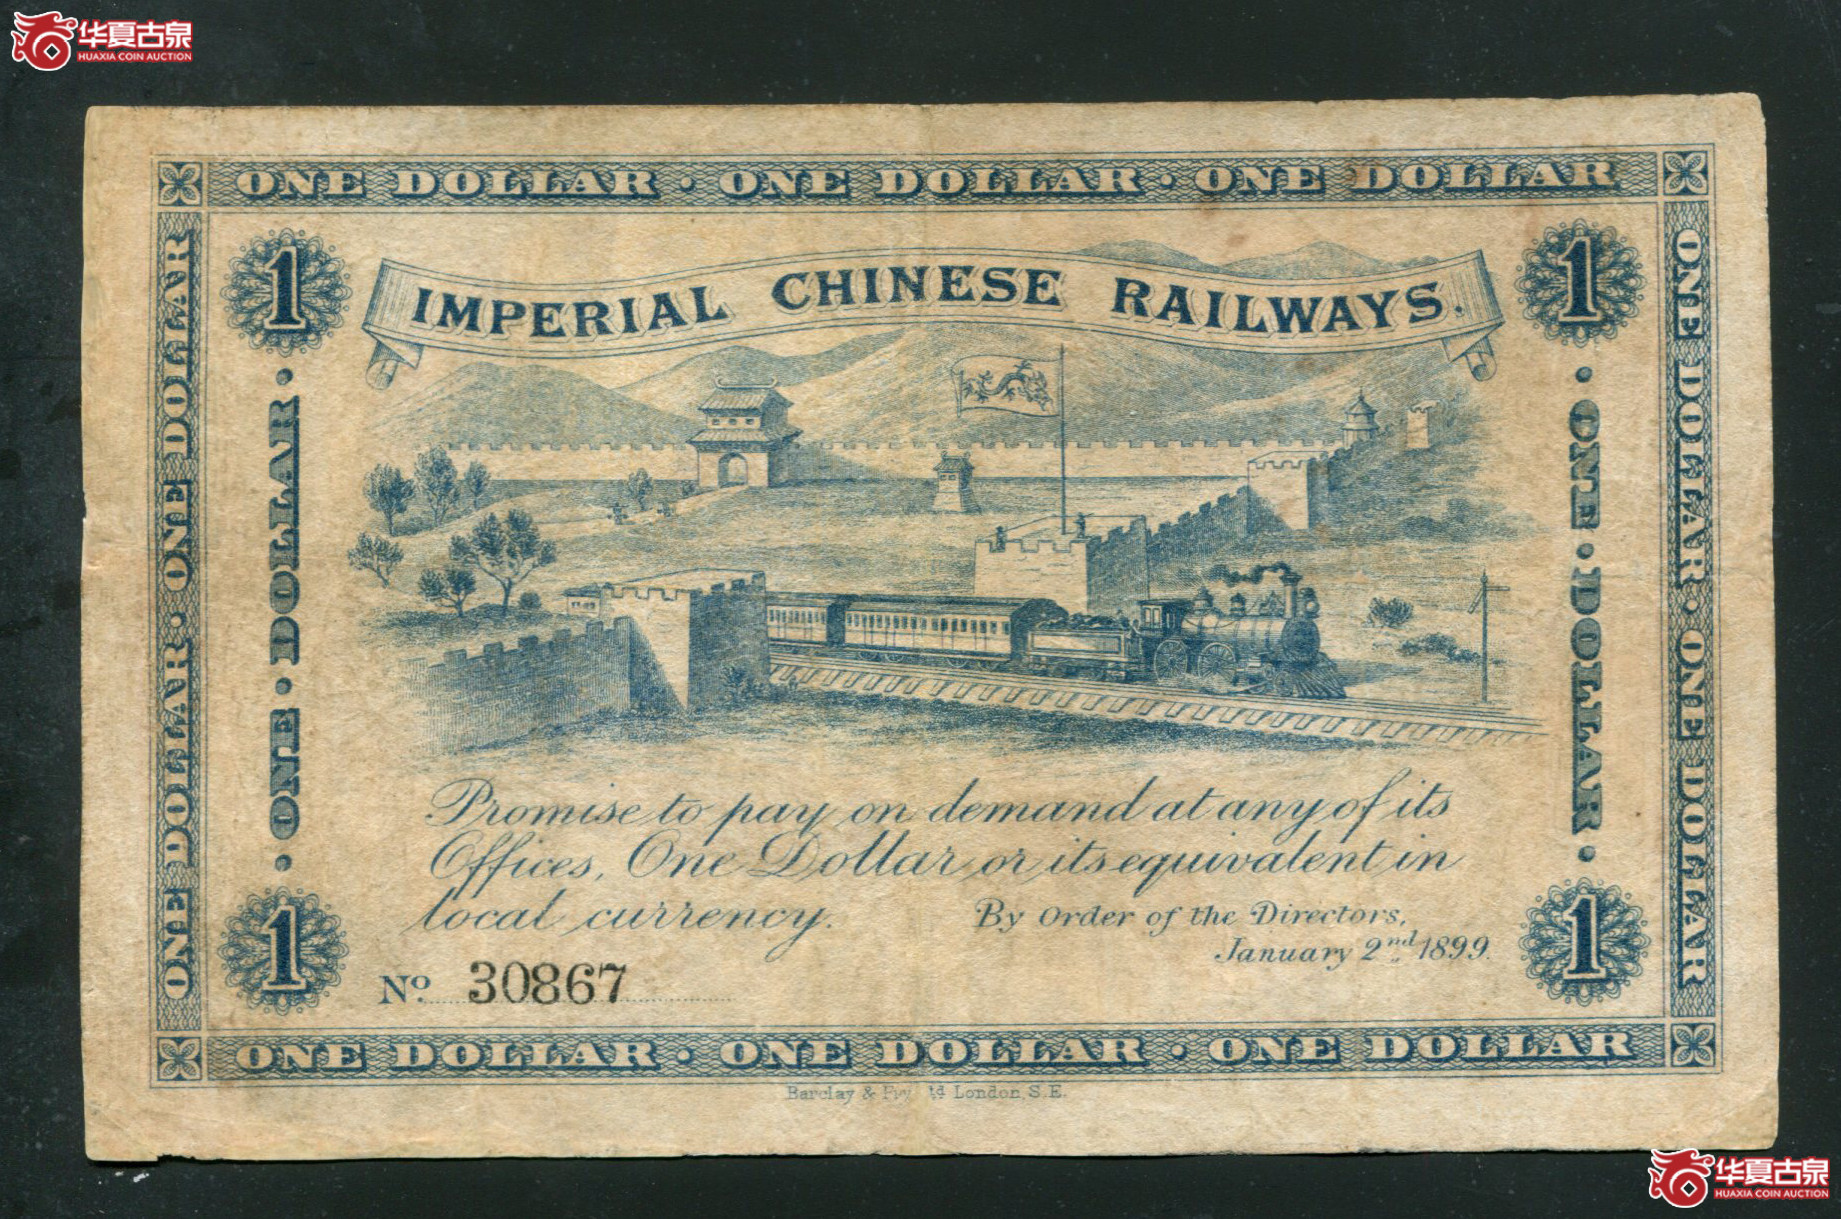 华夏古泉
HUAXIA COIN AUCTION
ONE DOLLAR · ONE DOLLAR · ONE DOLLAR
1
1
IMPERIAL CHINESE RAILWAYS.
ONE DOLLAR · ONE DOLLAR
· ONE · DOLLAR ·
· ONE · DOLLAR ·
ONE DOLLAR · ONE DOLLAR
Promise to pay on demand at any of its
Offices, One Dollar or its equivalent in
local currency.
By Order of the Directors,
January 2nd 1899.
No. 30867
1
1
ONE DOLLAR · ONE DOLLAR · ONE DOLLAR
Barclay & Fry Ld London, S.E.
华夏古泉
HUAXIA COIN AUCTION